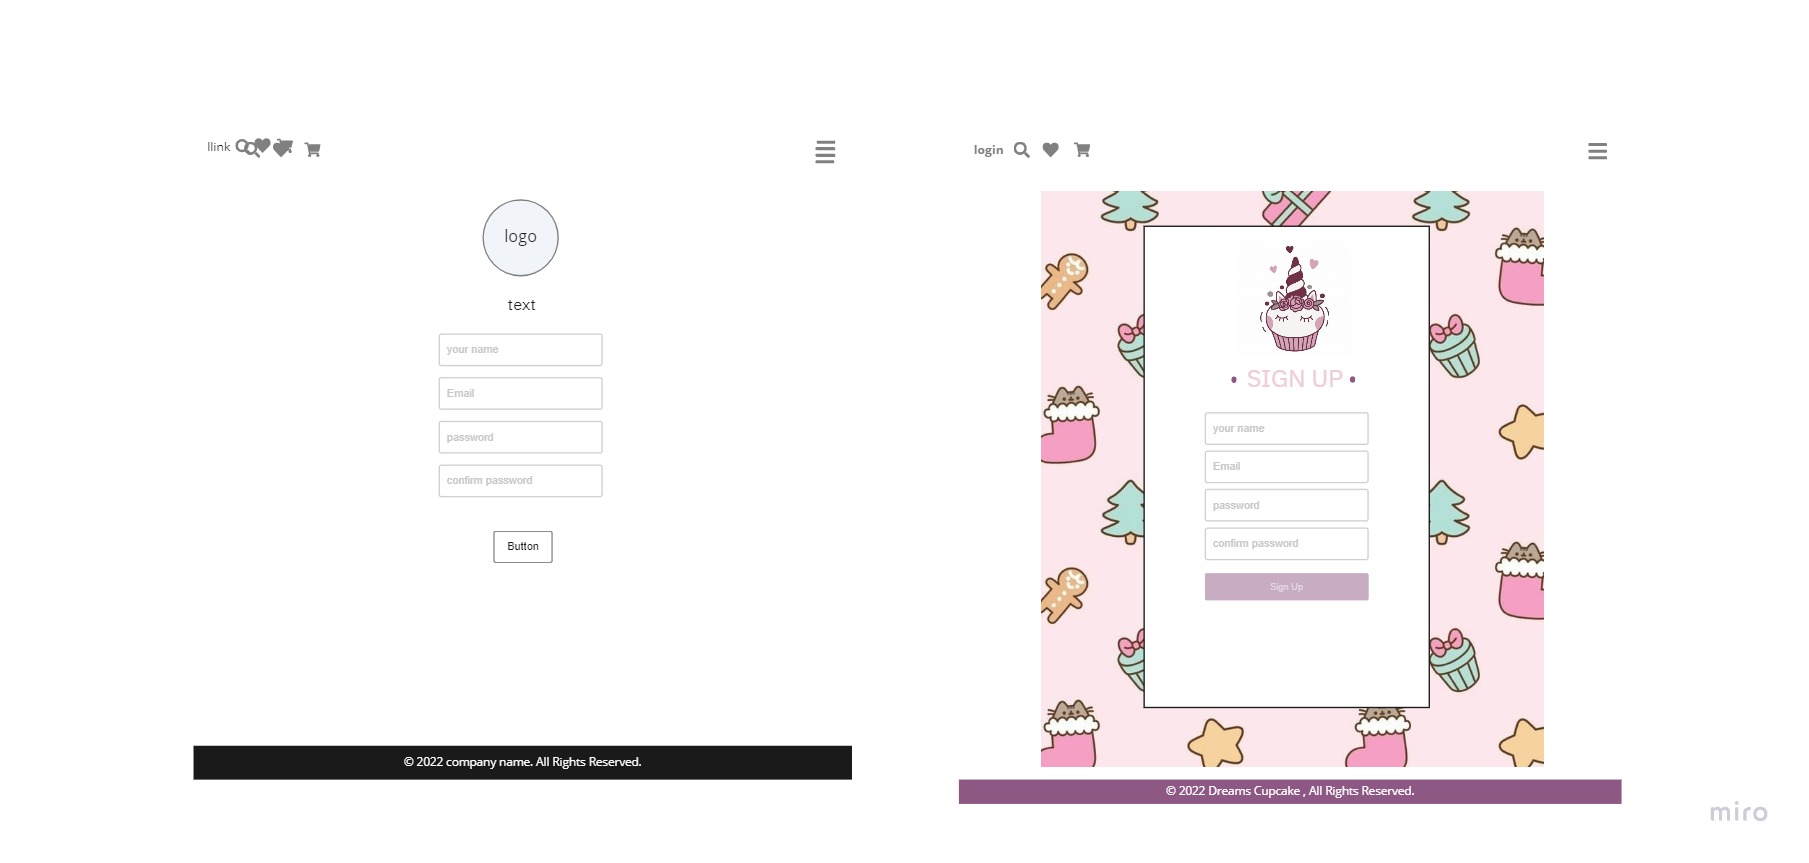 llink
logo
text
your name
Email
password
confirm password
Button
© 2022 company name. All Rights Reserved.
login
• SIGN UP •
your name
Email
password
confirm password
Sign Up
© 2022 Dreams Cupcake , All Rights Reserved.
miro